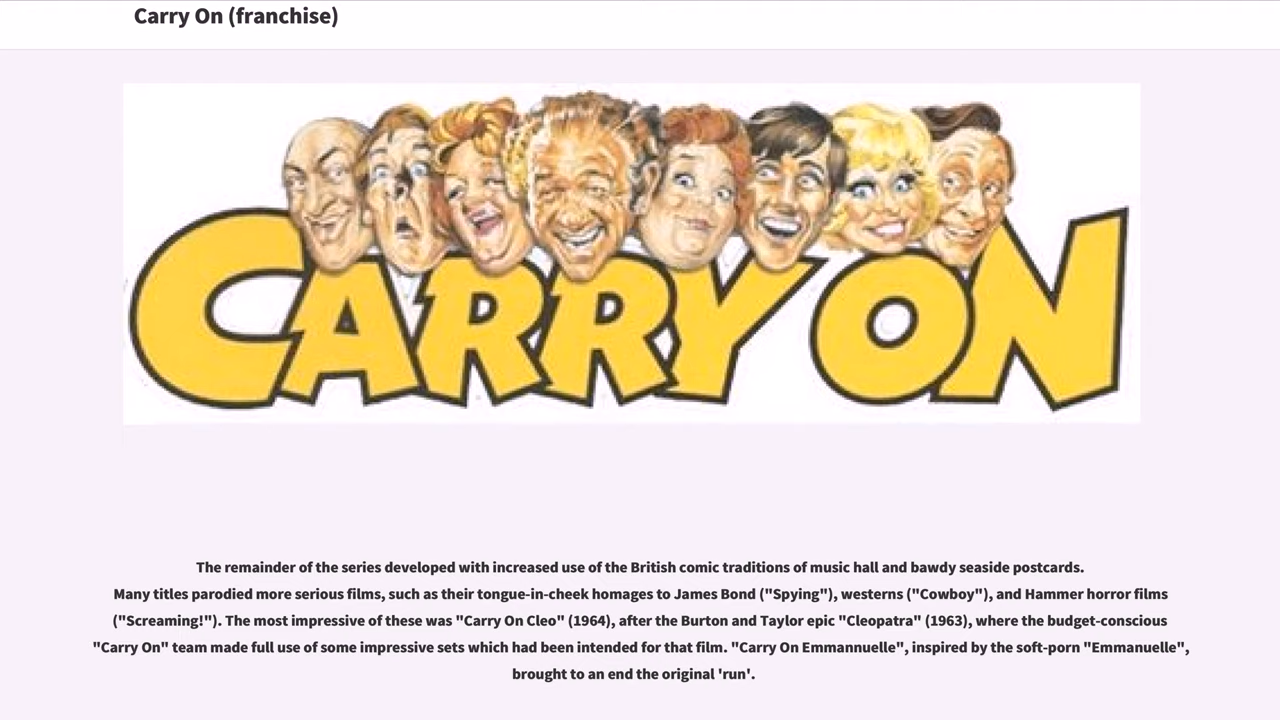 Carry On (franchise)
CARRY ON
The remainder of the series developed with increased use of the British comic traditions of music hall and bawdy seaside postcards.
Many titles parodied more serious films, such as their tongue-in-cheek homages to James Bond ("Spying"), westerns ("Cowboy"), and Hammer horror films
("Screaming!"). The most impressive of these was "Carry On Cleo" (1964), after the Burton and Taylor epic "Cleopatra" (1963), where the budget-conscious
"Carry On" team made full use of some impressive sets which had been intended for that film. "Carry On Emmannuelle", inspired by the soft-porn "Emmanuelle",
brought to an end the original 'run'.